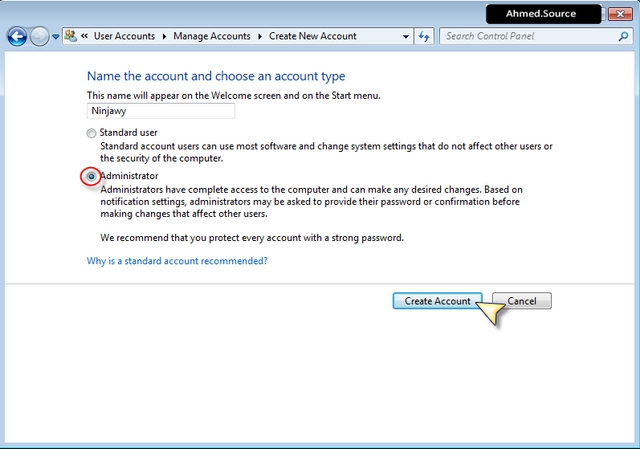 Ahmed.Source
« User Accounts Manage Accounts Create New Account
Search Control Panel
Name the account and choose an account type
This name will appear on the Welcome screen and on the Start menu.
Ninjawy
Standard user
Standard account users can use most software and change system settings that do not affect other users or
the security of the computer.
Administrator
Administrators have complete access to the computer and can make any desired changes. Based on
notification settings, administrators may be asked to provide their password or confirmation before
making changes that affect other users.
We recommend that you protect every account with a strong password.
Why is a standard account recommended?
Create Account Cancel